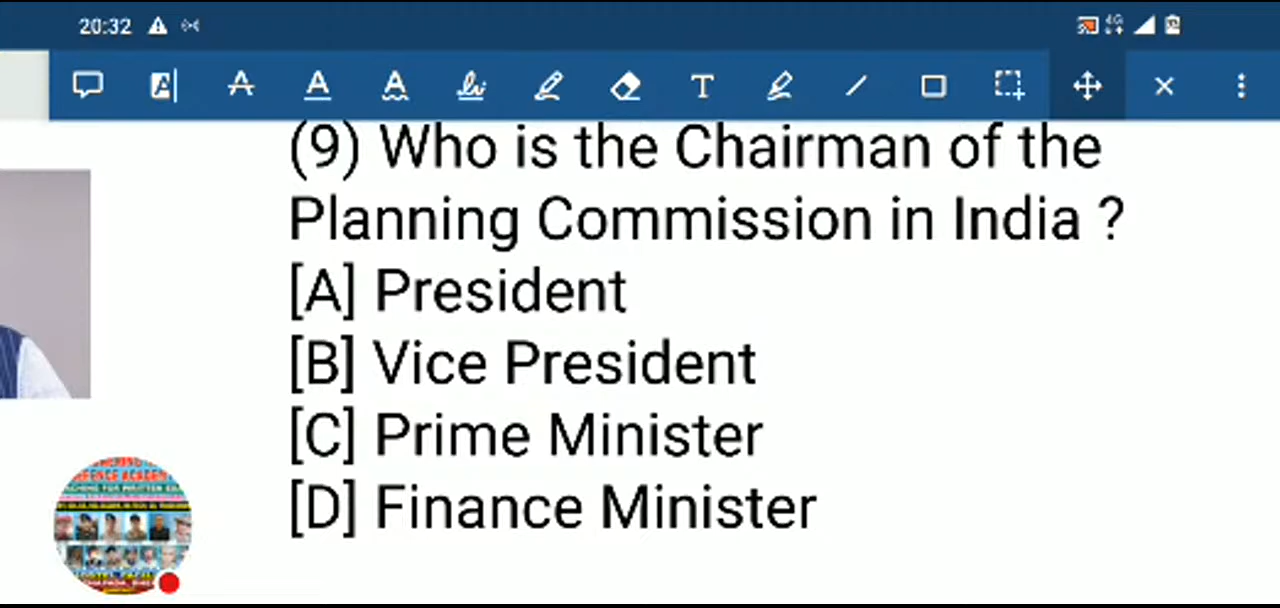 20:32
4G
T
(9) Who is the Chairman of the
Planning Commission in India ?
[A] President
[B] Vice President
[C] Prime Minister
[D] Finance Minister